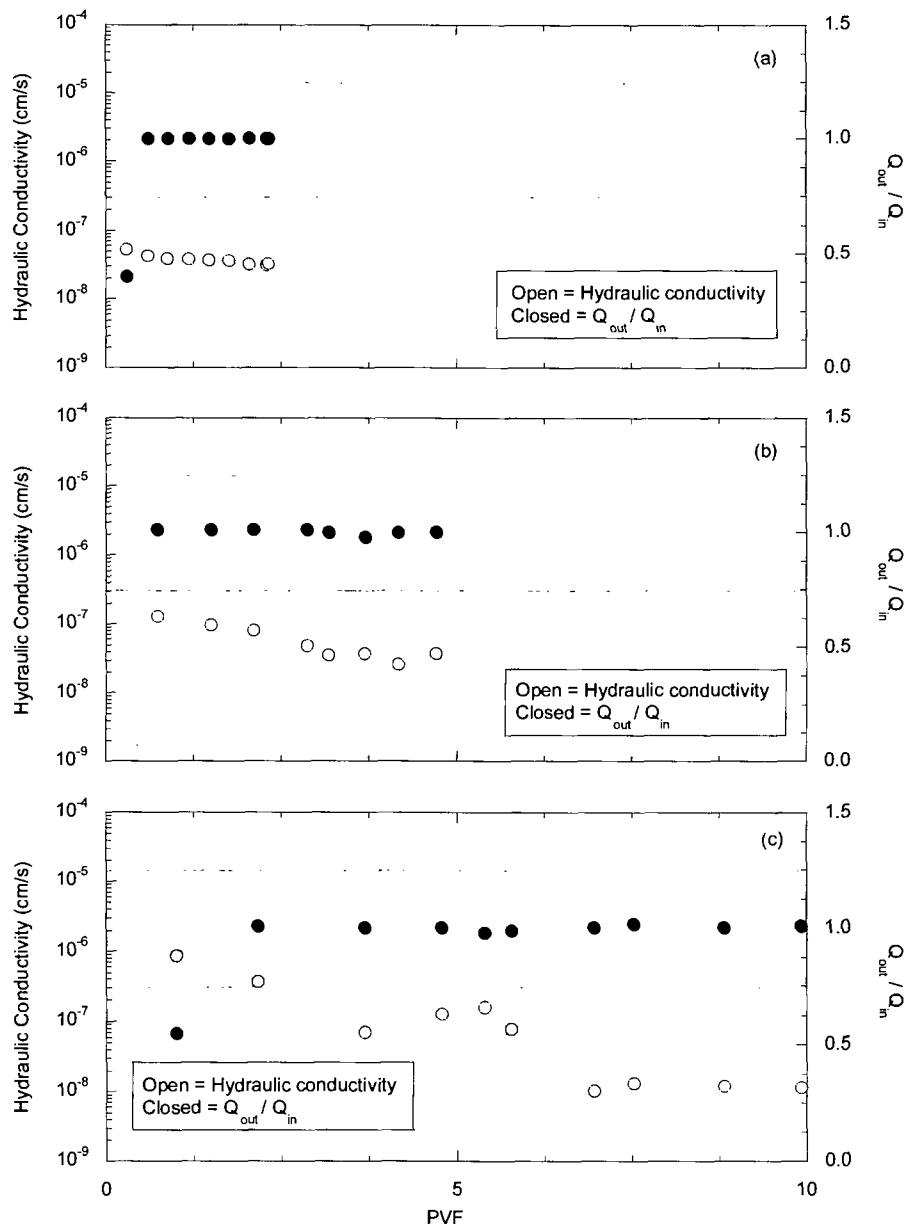 (a)
Hydraulic Conductivity (cm/s)
10⁻⁴
10⁻⁵
10⁻⁶
10⁻⁷
10⁻⁸
10⁻⁹
1.5
1.0
0.5
0.0
Q_out / Q_in
Open = Hydraulic conductivity
Closed = Q_out / Q_in
(b)
Hydraulic Conductivity (cm/s)
10⁻⁴
10⁻⁵
10⁻⁶
10⁻⁷
10⁻⁸
10⁻⁹
1.5
1.0
0.5
0.0
Q_out / Q_in
Open = Hydraulic conductivity
Closed = Q_out / Q_in
(c)
Hydraulic Conductivity (cm/s)
10⁻⁴
10⁻⁵
10⁻⁶
10⁻⁷
10⁻⁸
10⁻⁹
1.5
1.0
0.5
0.0
Q_out / Q_in
Open = Hydraulic conductivity
Closed = Q_out / Q_in
0
5
10
PVF